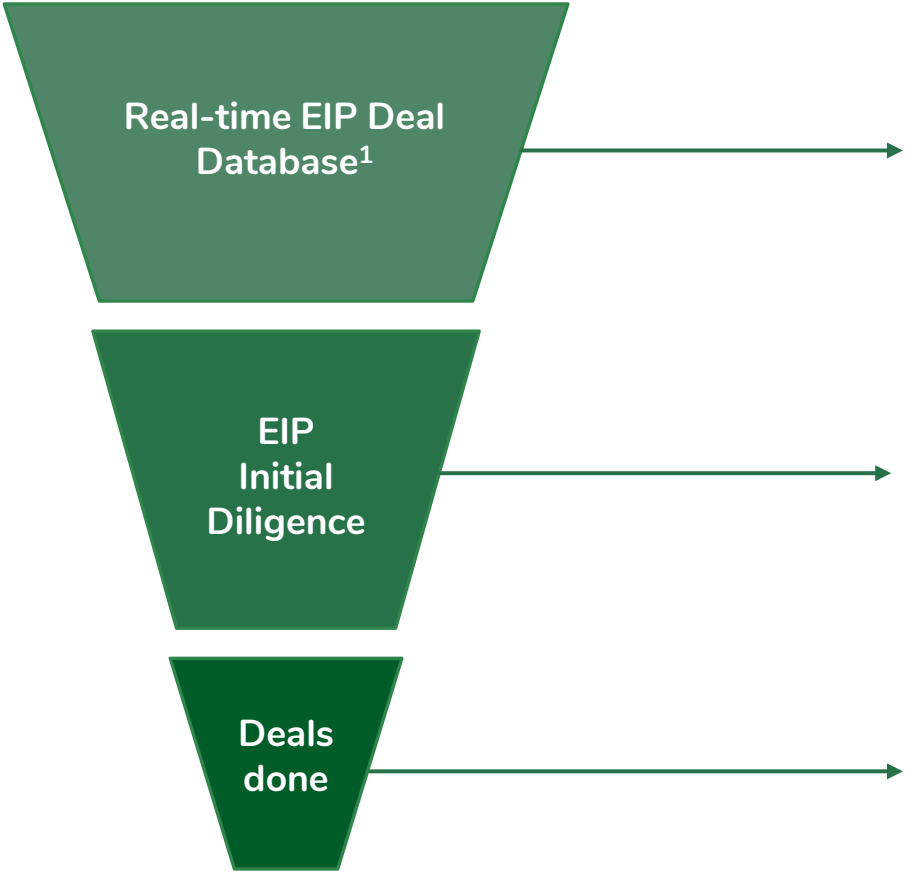 Real-time EIP Deal
Database¹
EIP
Initial
Diligence
Deals
done